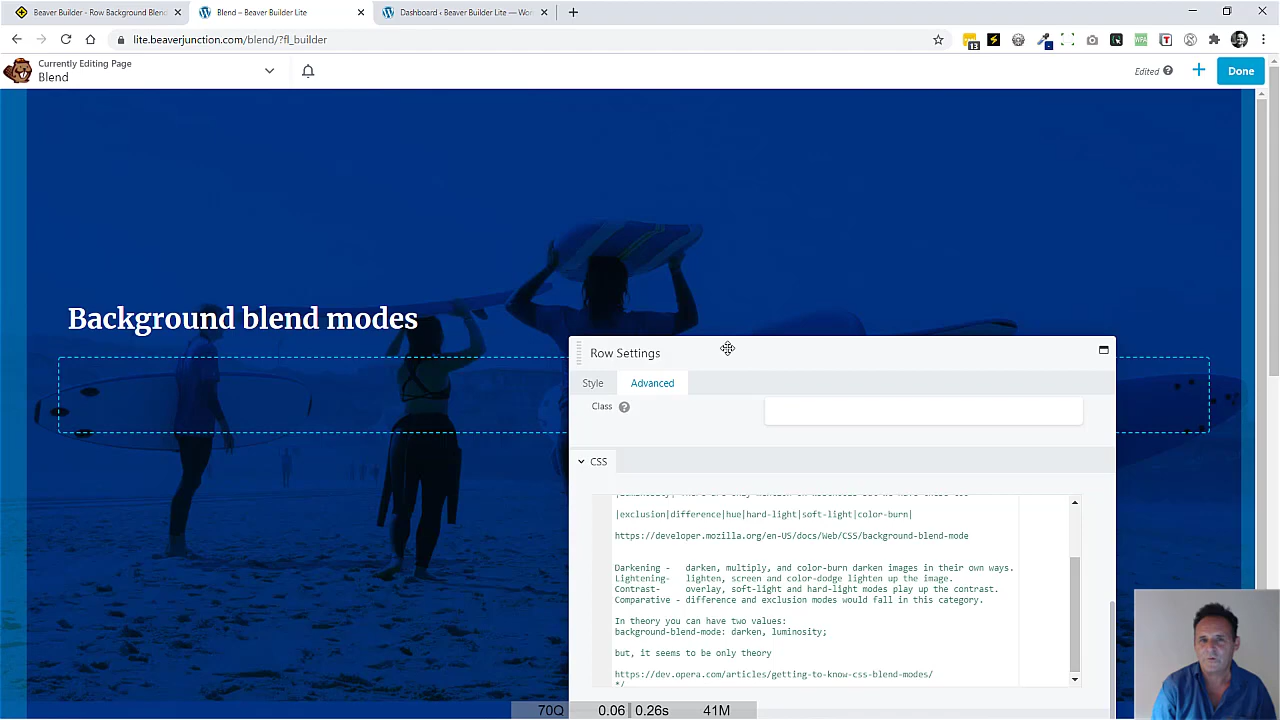 Beaver Builder - Row Background Blen
Blend – Beaver Builder Lite
Dashboard ‹ Beaver Builder Lite — Wor
lite.beaverjunction.com/blend/?fl_builder
13
WPA
T
Currently Editing Page
Blend
Edited
Done
Background blend modes
Row Settings
Style
Advanced
Class
CSS
|exclusion|difference|hue|hard-light|soft-light|color-burn|
https://developer.mozilla.org/en-US/docs/Web/CSS/background-blend-mode
Darkening - darken, multiply, and color-burn darken images in their own ways.
Lightening- lighten, screen and color-dodge lighten up the image.
Contrast- overlay, soft-light and hard-light modes play up the contrast.
Comparative - difference and exclusion modes would fall in this category.
In theory you can have two values:
background-blend-mode: darken, luminosity;
but, it seems to be only theory
https://dev.opera.com/articles/getting-to-know-css-blend-modes/
*/
70Q 0.06 0.26s 41M